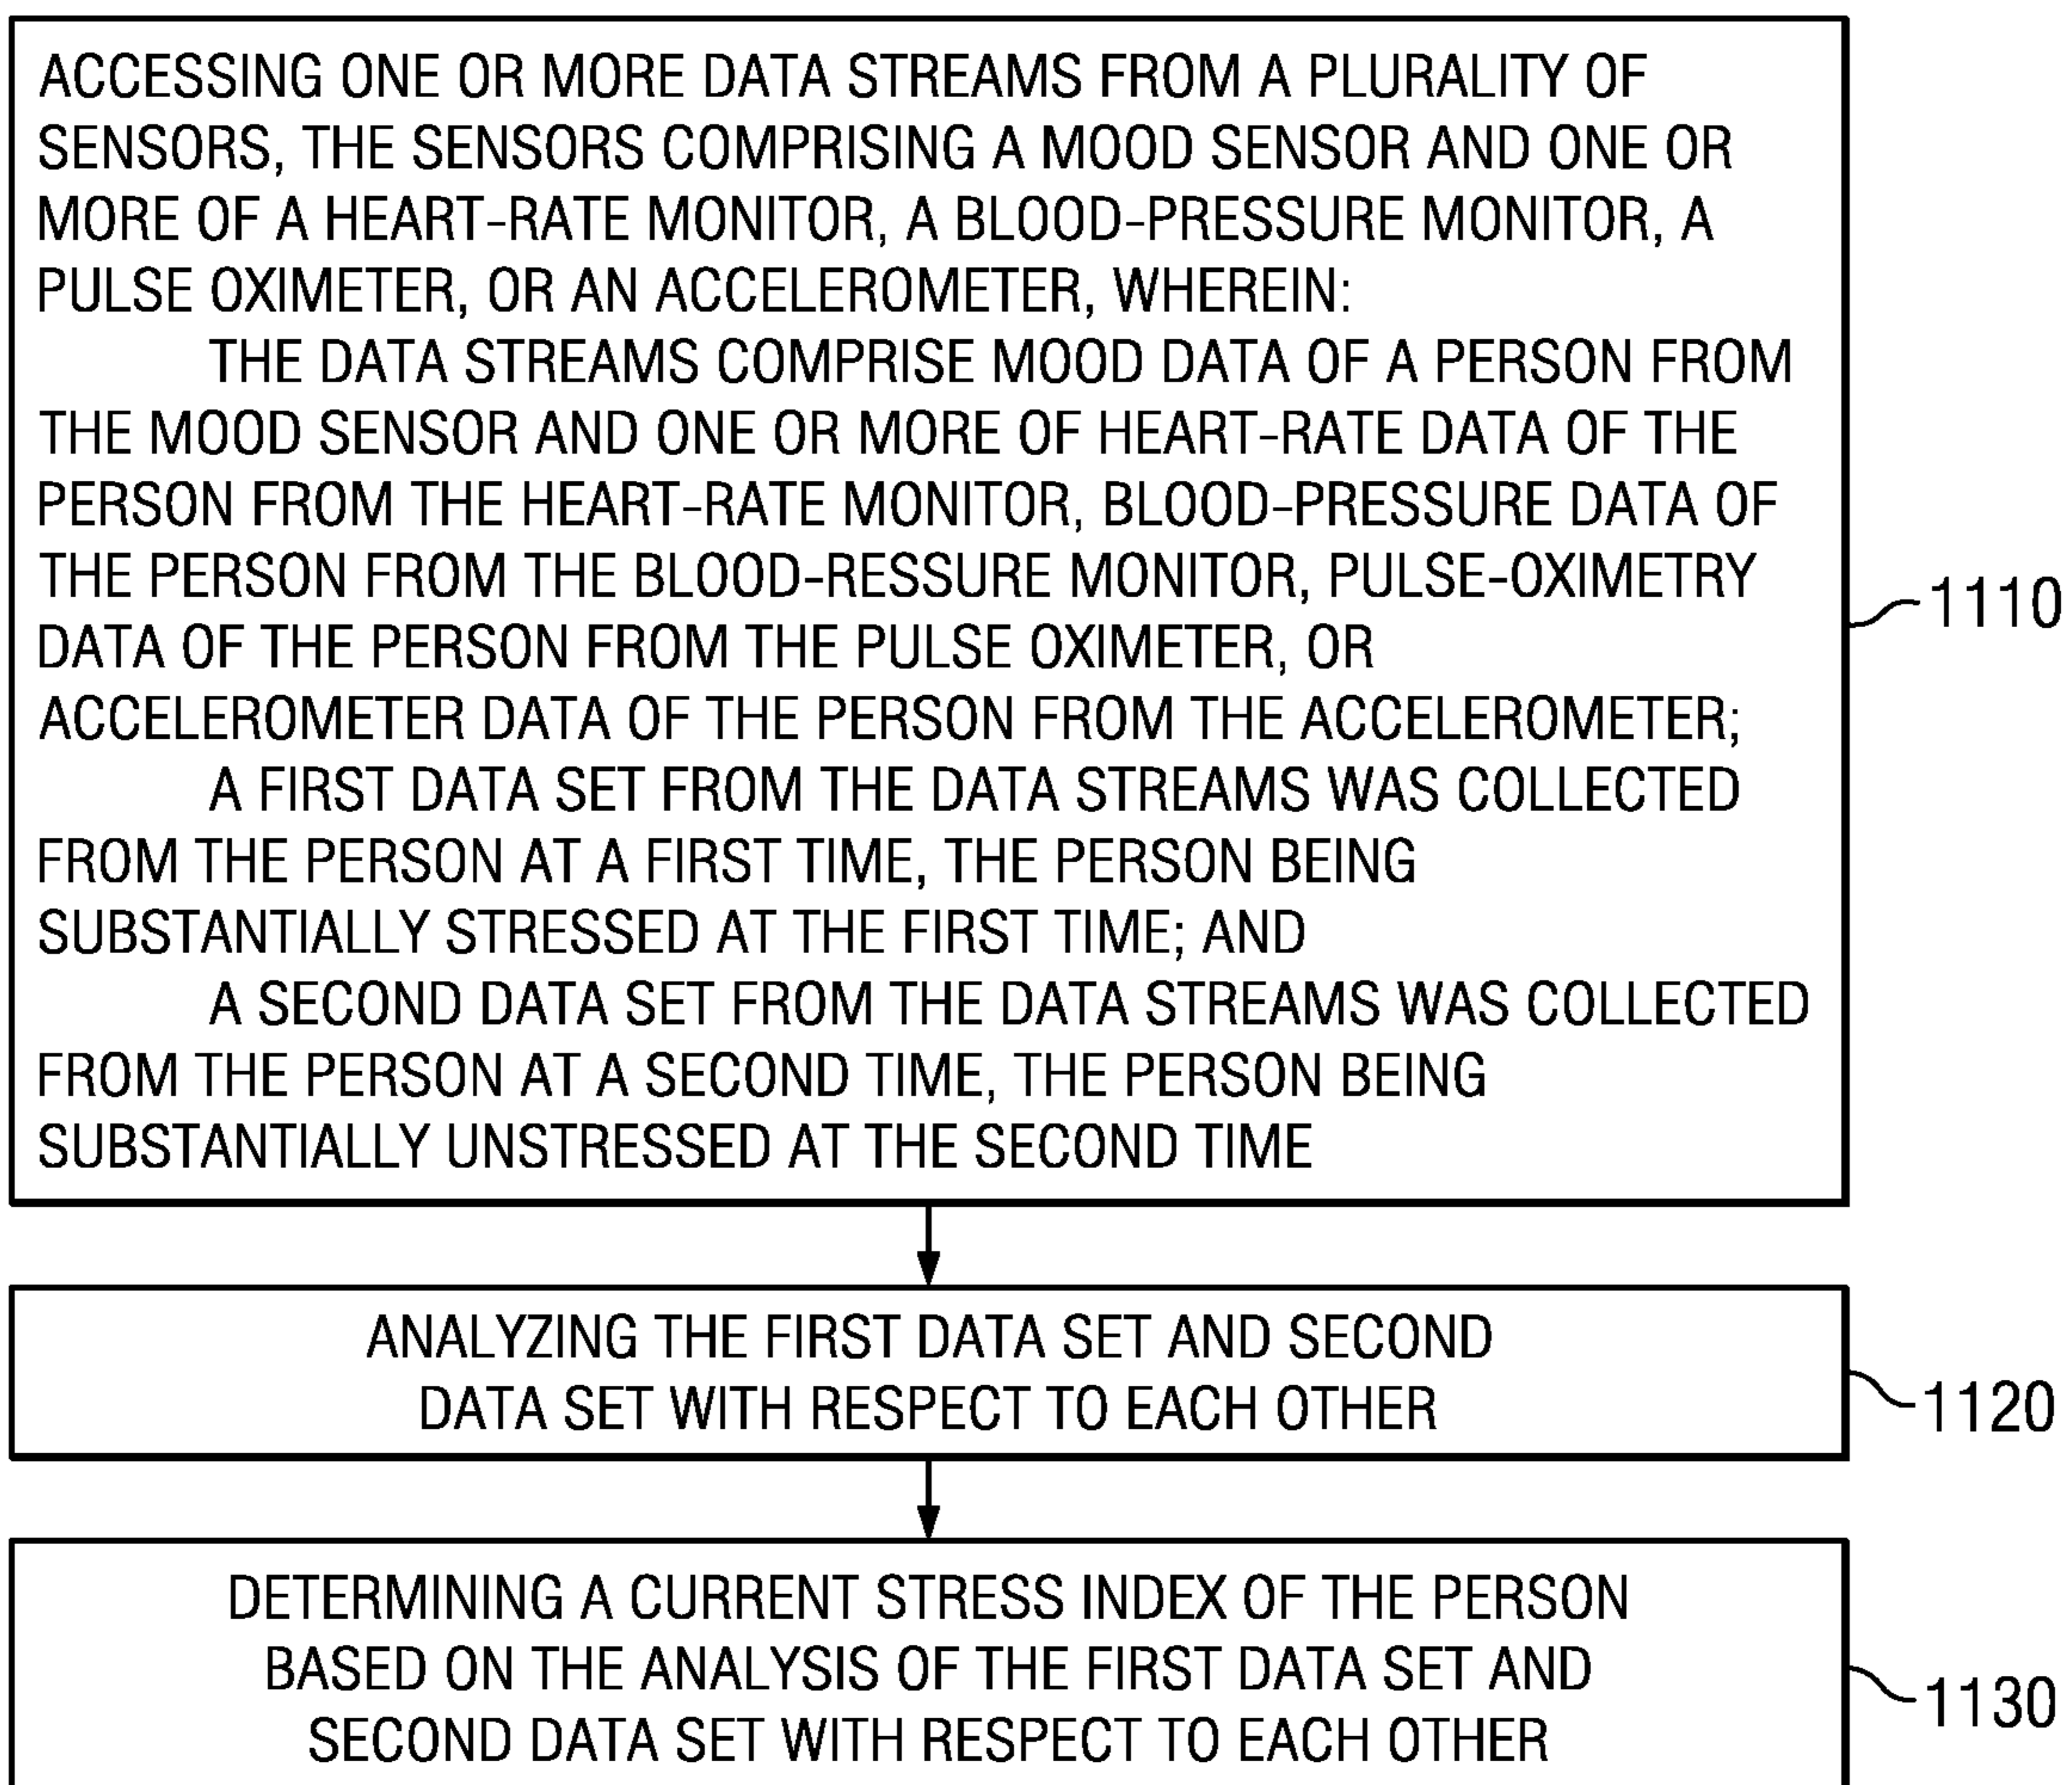 ACCESSING ONE OR MORE DATA STREAMS FROM A PLURALITY OF
SENSORS, THE SENSORS COMPRISING A MOOD SENSOR AND ONE OR
MORE OF A HEART-RATE MONITOR, A BLOOD-PRESSURE MONITOR, A
PULSE OXIMETER, OR AN ACCELEROMETER, WHEREIN:
THE DATA STREAMS COMPRISE MOOD DATA OF A PERSON FROM
THE MOOD SENSOR AND ONE OR MORE OF HEART-RATE DATA OF THE
PERSON FROM THE HEART-RATE MONITOR, BLOOD-PRESSURE DATA OF
THE PERSON FROM THE BLOOD-RESSURE MONITOR, PULSE-OXIMETRY
DATA OF THE PERSON FROM THE PULSE OXIMETER, OR
ACCELEROMETER DATA OF THE PERSON FROM THE ACCELEROMETER;
A FIRST DATA SET FROM THE DATA STREAMS WAS COLLECTED
FROM THE PERSON AT A FIRST TIME, THE PERSON BEING
SUBSTANTIALLY STRESSED AT THE FIRST TIME; AND
A SECOND DATA SET FROM THE DATA STREAMS WAS COLLECTED
FROM THE PERSON AT A SECOND TIME, THE PERSON BEING
SUBSTANTIALLY UNSTRESSED AT THE SECOND TIME
1110
ANALYZING THE FIRST DATA SET AND SECOND
DATA SET WITH RESPECT TO EACH OTHER
1120
DETERMINING A CURRENT STRESS INDEX OF THE PERSON
BASED ON THE ANALYSIS OF THE FIRST DATA SET AND
SECOND DATA SET WITH RESPECT TO EACH OTHER
1130